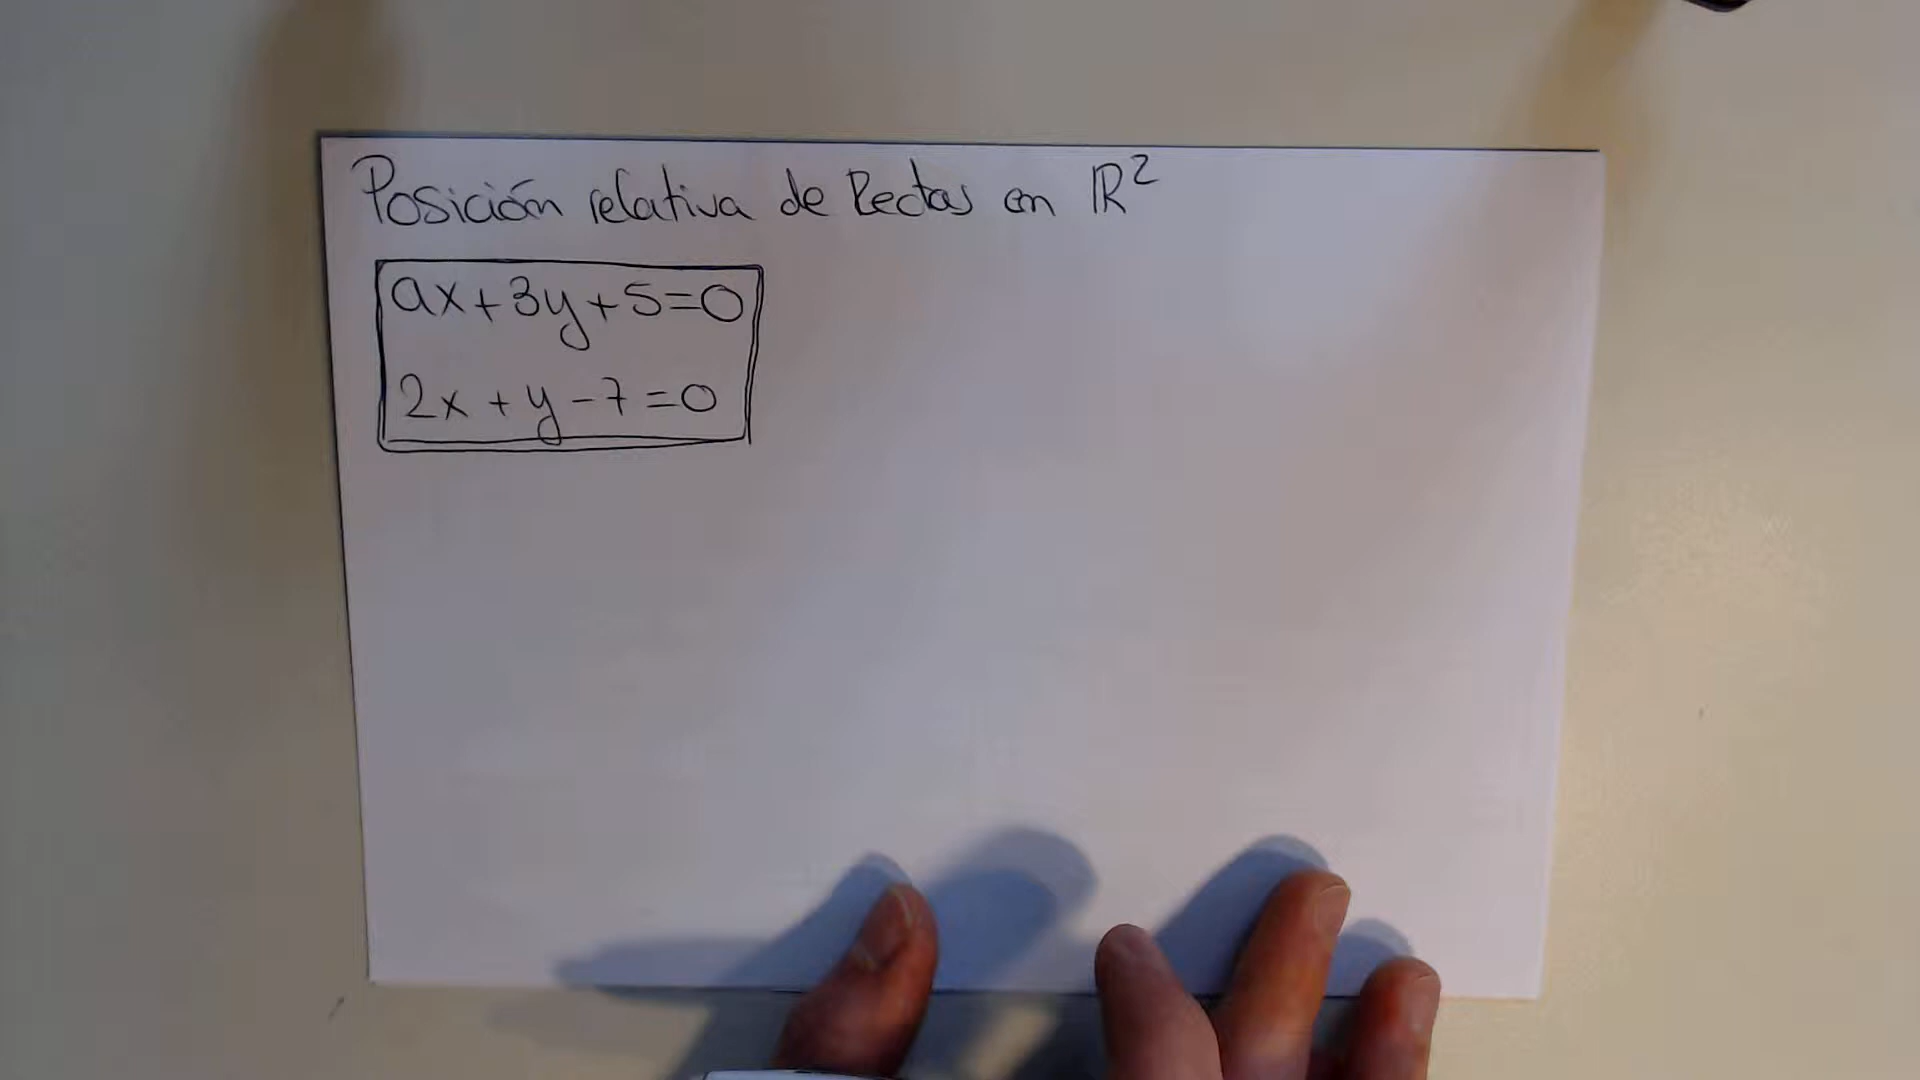 Posición relativa de Rectas en ℝ²
ax+3y+5=0
2x+y-7=0